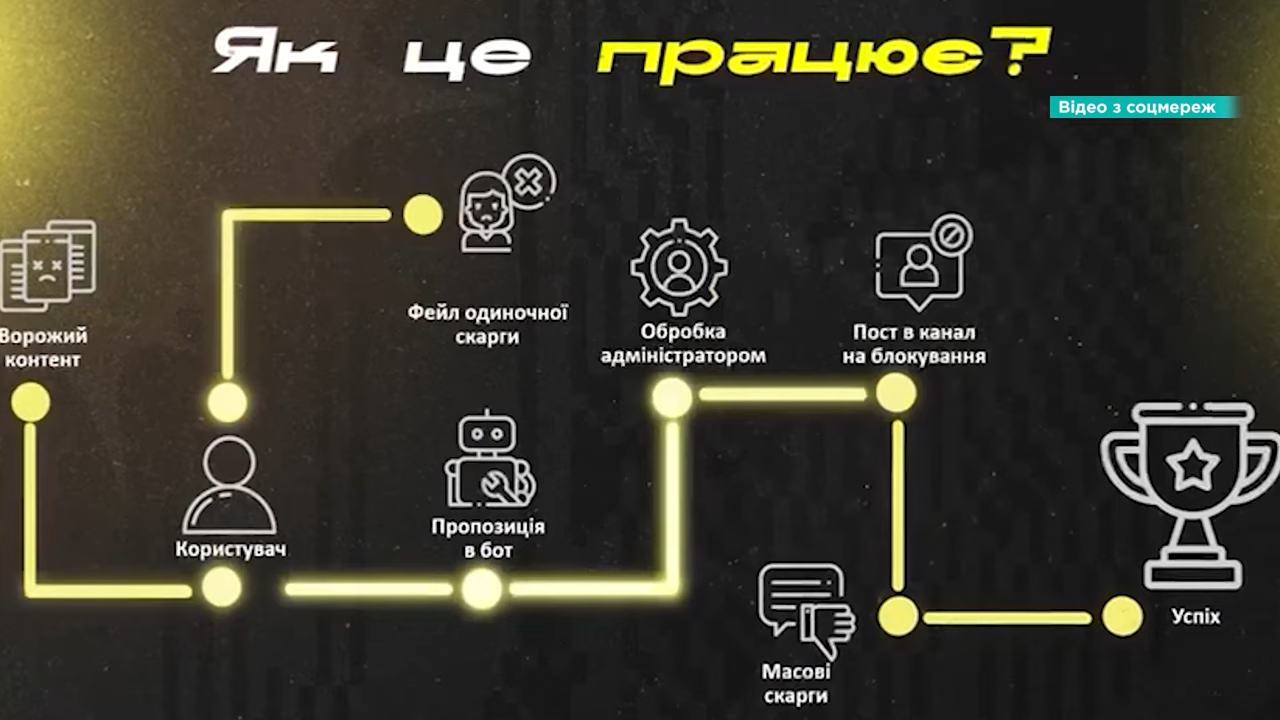 Як це працює?
Відео з соцмереж
Фейл одиночної
скарги
Ворожий
контент
Обробка
адміністратором
Пост в канал
на блокування
Користувач
Пропозиція
в бот
Успіх
Масові
скарги